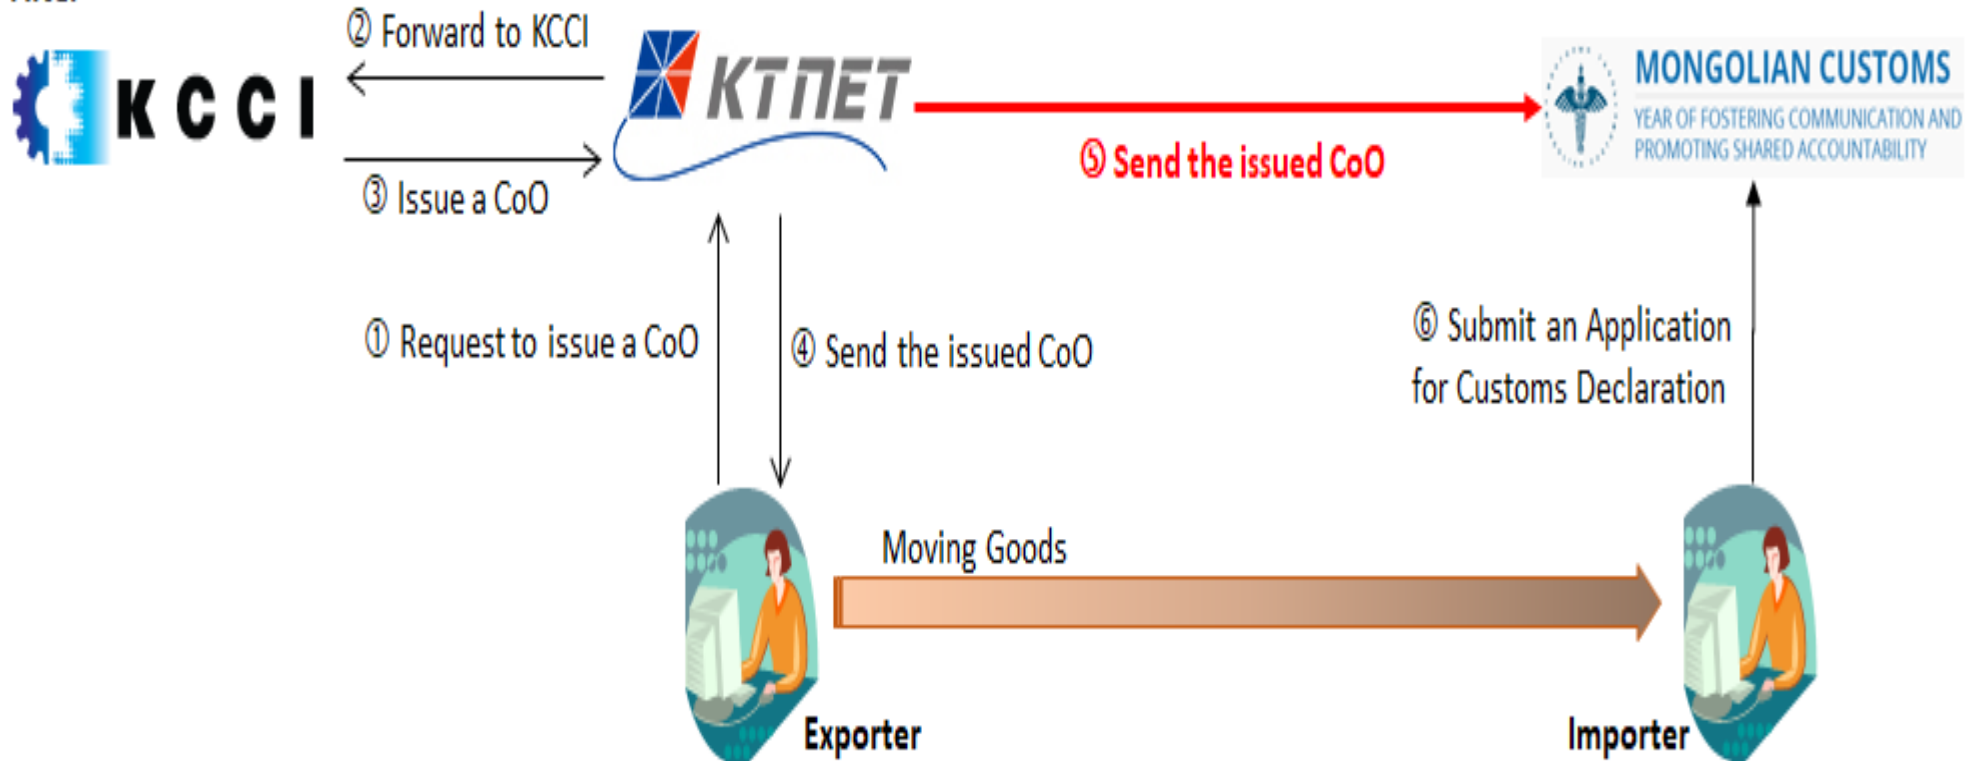 ② Forward to KCCI
KCCI
KTNET
MONGOLIAN CUSTOMS
YEAR OF FOSTERING COMMUNICATION AND
PROMOTING SHARED ACCOUNTABILITY
⑤ Send the issued CoO
③ Issue a CoO
① Request to issue a CoO
④ Send the issued CoO
⑥ Submit an Application
for Customs Declaration
Moving Goods
Exporter
Importer